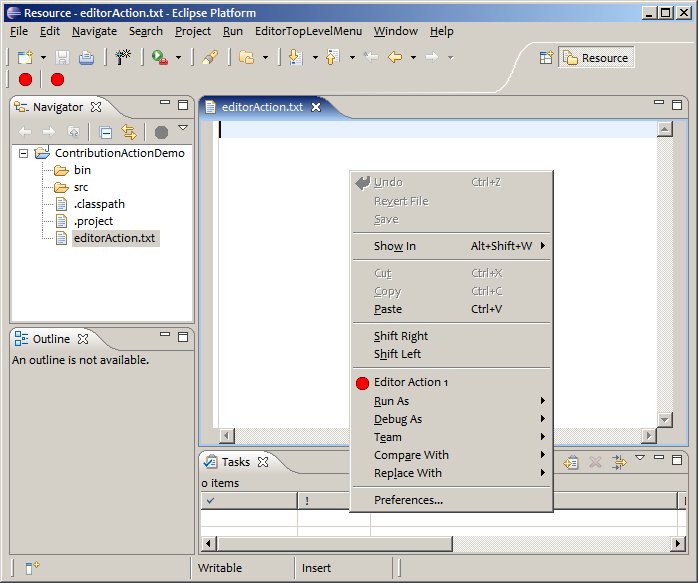 Resource - editorAction.txt - Eclipse Platform
File Edit Navigate Search Project Run EditorTopLevelMenu Window Help
Resource
Navigator
ContributionActionDemo
bin
src
.classpath
.project
editorAction.txt
Outline
An outline is not available.
editorAction.txt
Undo Ctrl+Z
Revert File
Save
Show In Alt+Shift+W
Cut Ctrl+X
Copy Ctrl+C
Paste Ctrl+V
Shift Right
Shift Left
Editor Action 1
Run As
Debug As
Team
Compare With
Replace With
Preferences...
Tasks
0 items
!
Writable Insert